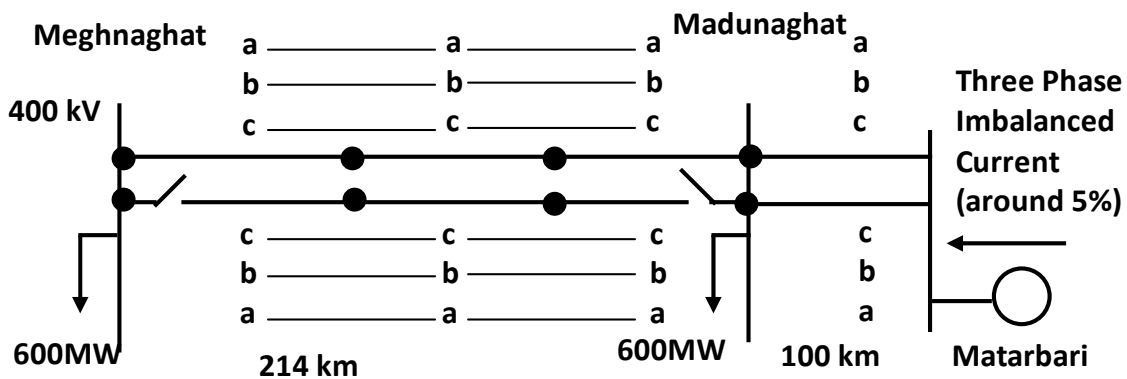 Meghnaghat
Madunaghat
a a a a
b b b b
c c c c
400 kV
Three Phase
Imbalanced
Current
(around 5%)
c c c c
b b b b
a a a a
600MW
214 km
600MW
100 km
Matarbari